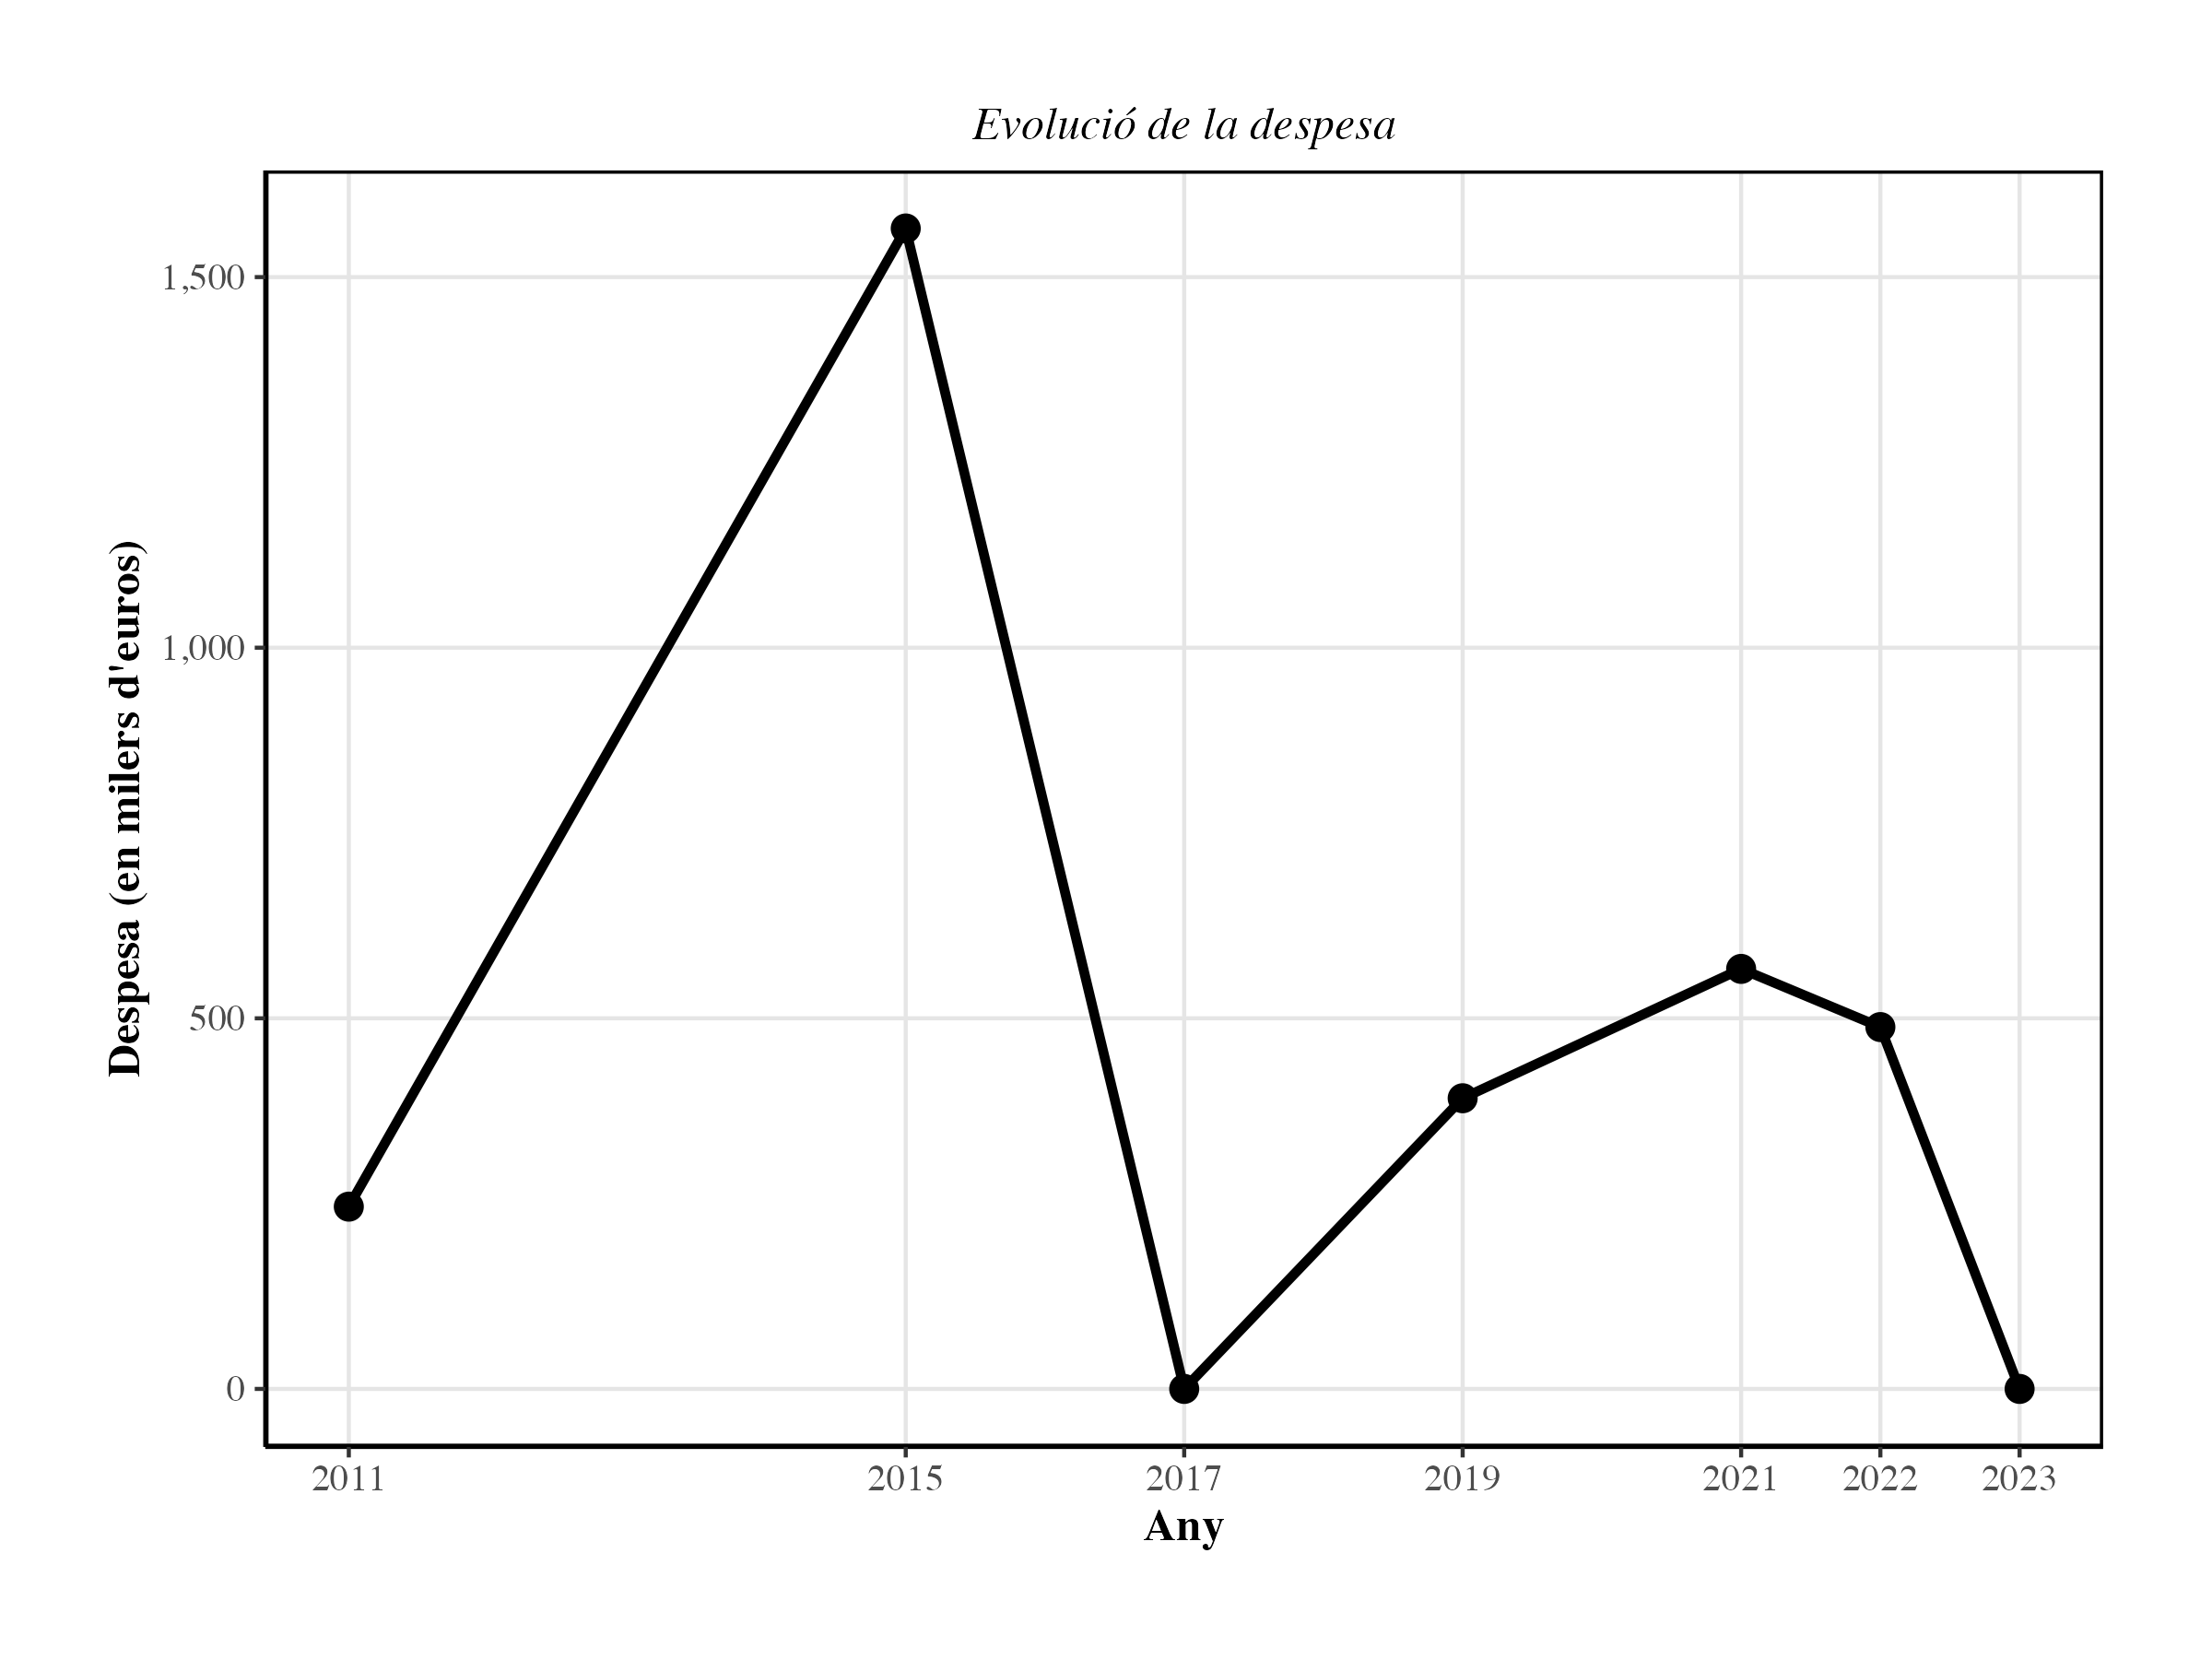 Evolució de la despesa
Despesa (en milers d'euros)
1,500
1,000
500
0
2011 2015 2017 2019 2021 2022 2023
Any